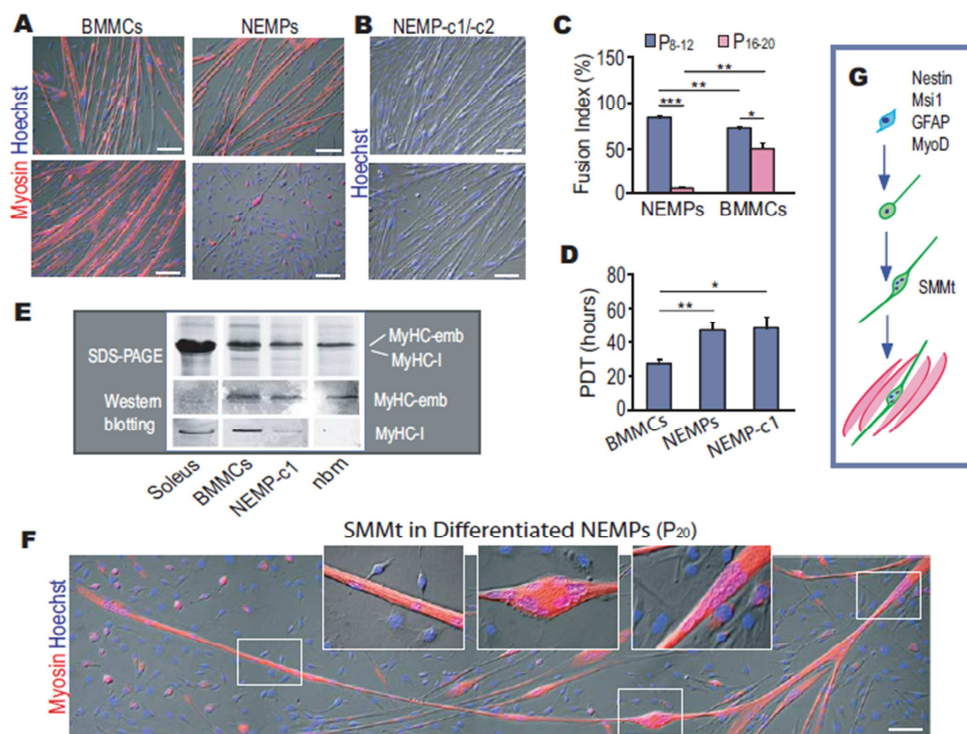 A
BMMCs
NEMPs
Myosin Hoechst
B
NEMP-c1/-c2
Hoechst
C
P8-12
P16-20
Fusion Index (%)
150
100
50
0
**
**
***
*
NEMPs
BMMCs
D
PDT (hours)
80
60
40
20
0
*
**
BMMCs
NEMPs
NEMP-c1
E
SDS-PAGE
MyHC-emb
MyHC-I
Western
blotting
MyHC-emb
MyHC-I
Soleus
BMMCs
NEMP-c1
nbm
G
Nestin
Msi1
GFAP
MyoD
SMMt
F
SMMt in Differentiated NEMPs (P20)
Myosin Hoechst